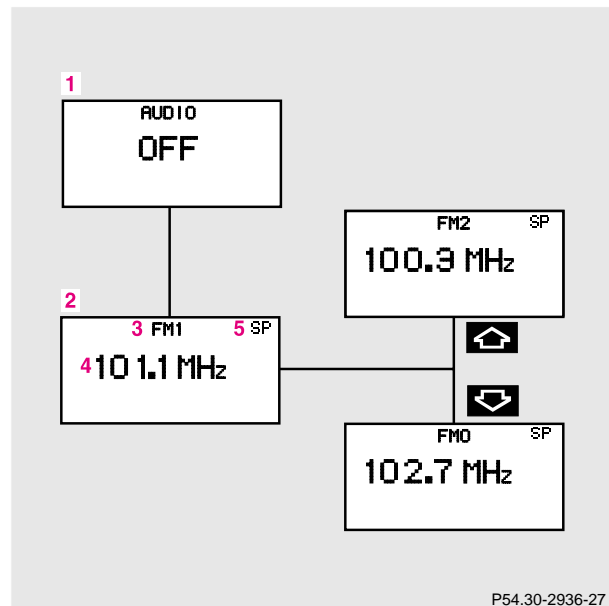 1
AUDIO
OFF
FM2 SP
100.3 MHz
2
3 FM1 5 SP
4 101.1 MHz
FM0 SP
102.7 MHz
P54.30-2936-27